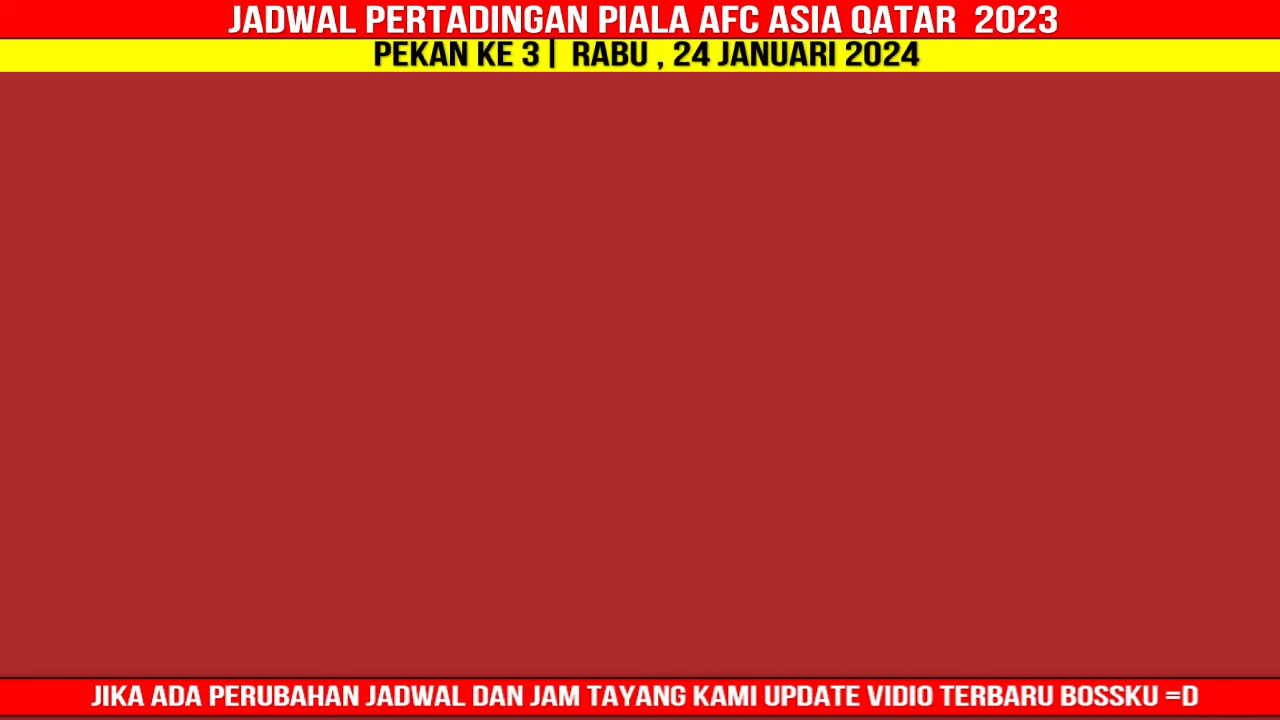 JADWAL PERTADINGAN PIALA AFC ASIA QATAR 2023
PEKAN KE 3 | RABU , 24 JANUARI 2024
JIKA ADA PERUBAHAN JADWAL DAN JAM TAYANG KAMI UPDATE VIDIO TERBARU BOSSKU =D